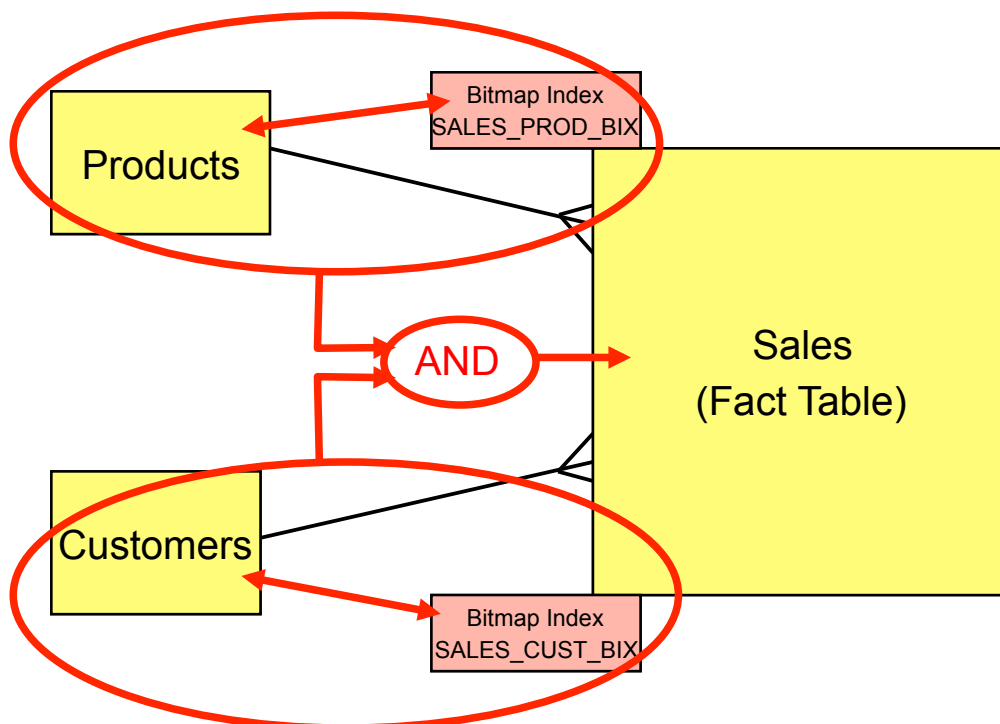 Bitmap Index
SALES_PROD_BIX
Products
AND
Sales
(Fact Table)
Customers
Bitmap Index
SALES_CUST_BIX